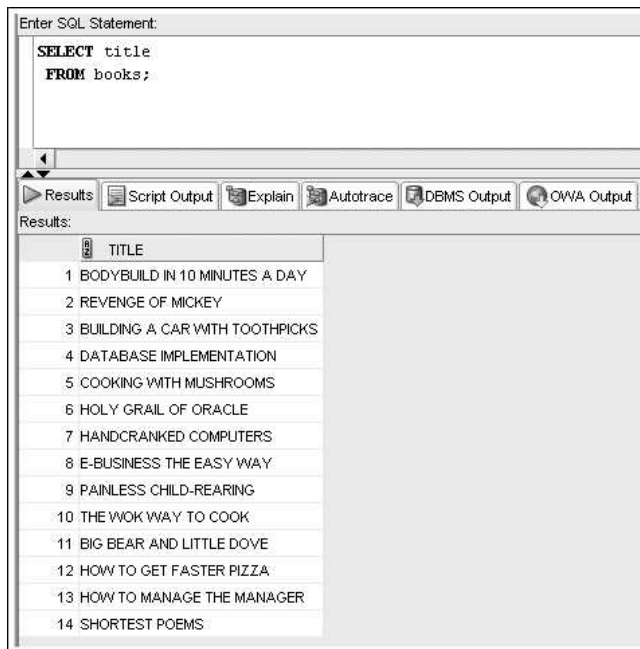 Enter SQL Statement:
SELECT title
FROM books;
Results Script Output Explain Autotrace DBMS Output OWA Output
Results:
TITLE
1 BODYBUILD IN 10 MINUTES A DAY
2 REVENGE OF MICKEY
3 BUILDING A CAR WITH TOOTHPICKS
4 DATABASE IMPLEMENTATION
5 COOKING WITH MUSHROOMS
6 HOLY GRAIL OF ORACLE
7 HANDCRANKED COMPUTERS
8 E-BUSINESS THE EASY WAY
9 PAINLESS CHILD-REARING
10 THE WOK WAY TO COOK
11 BIG BEAR AND LITTLE DOVE
12 HOW TO GET FASTER PIZZA
13 HOW TO MANAGE THE MANAGER
14 SHORTEST POEMS